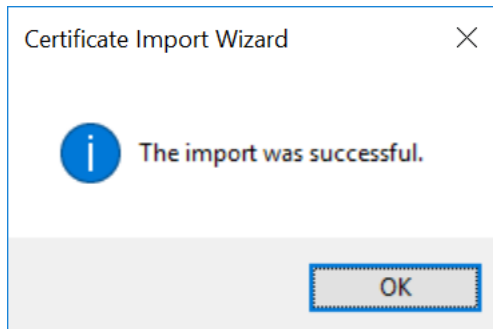 Certificate Import Wizard
The import was successful.
OK